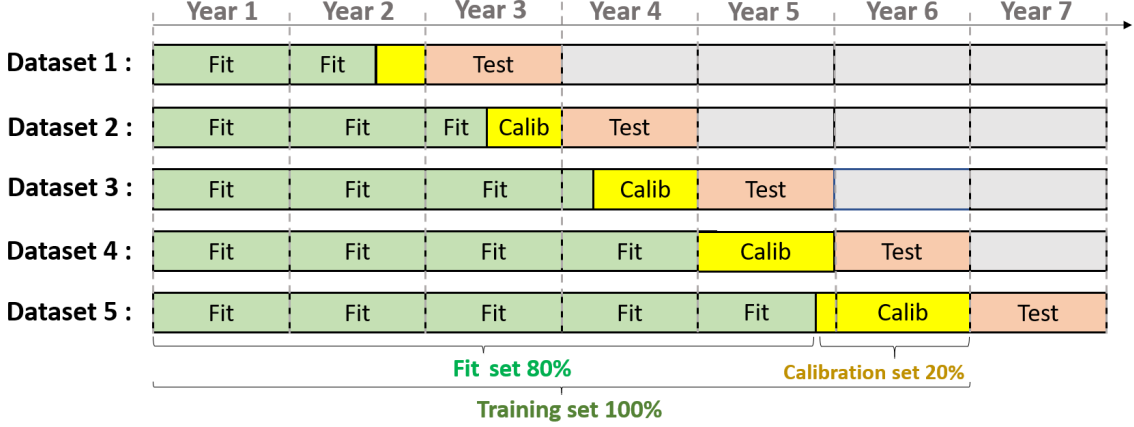 Year 1 Year 2 Year 3 Year 4 Year 5 Year 6 Year 7
Dataset 1 : Fit Fit Test
Dataset 2 : Fit Fit Fit Calib Test
Dataset 3 : Fit Fit Fit Calib Test
Dataset 4 : Fit Fit Fit Fit Calib Test
Dataset 5 : Fit Fit Fit Fit Fit Calib Test
Fit set 80% Calibration set 20%
Training set 100%